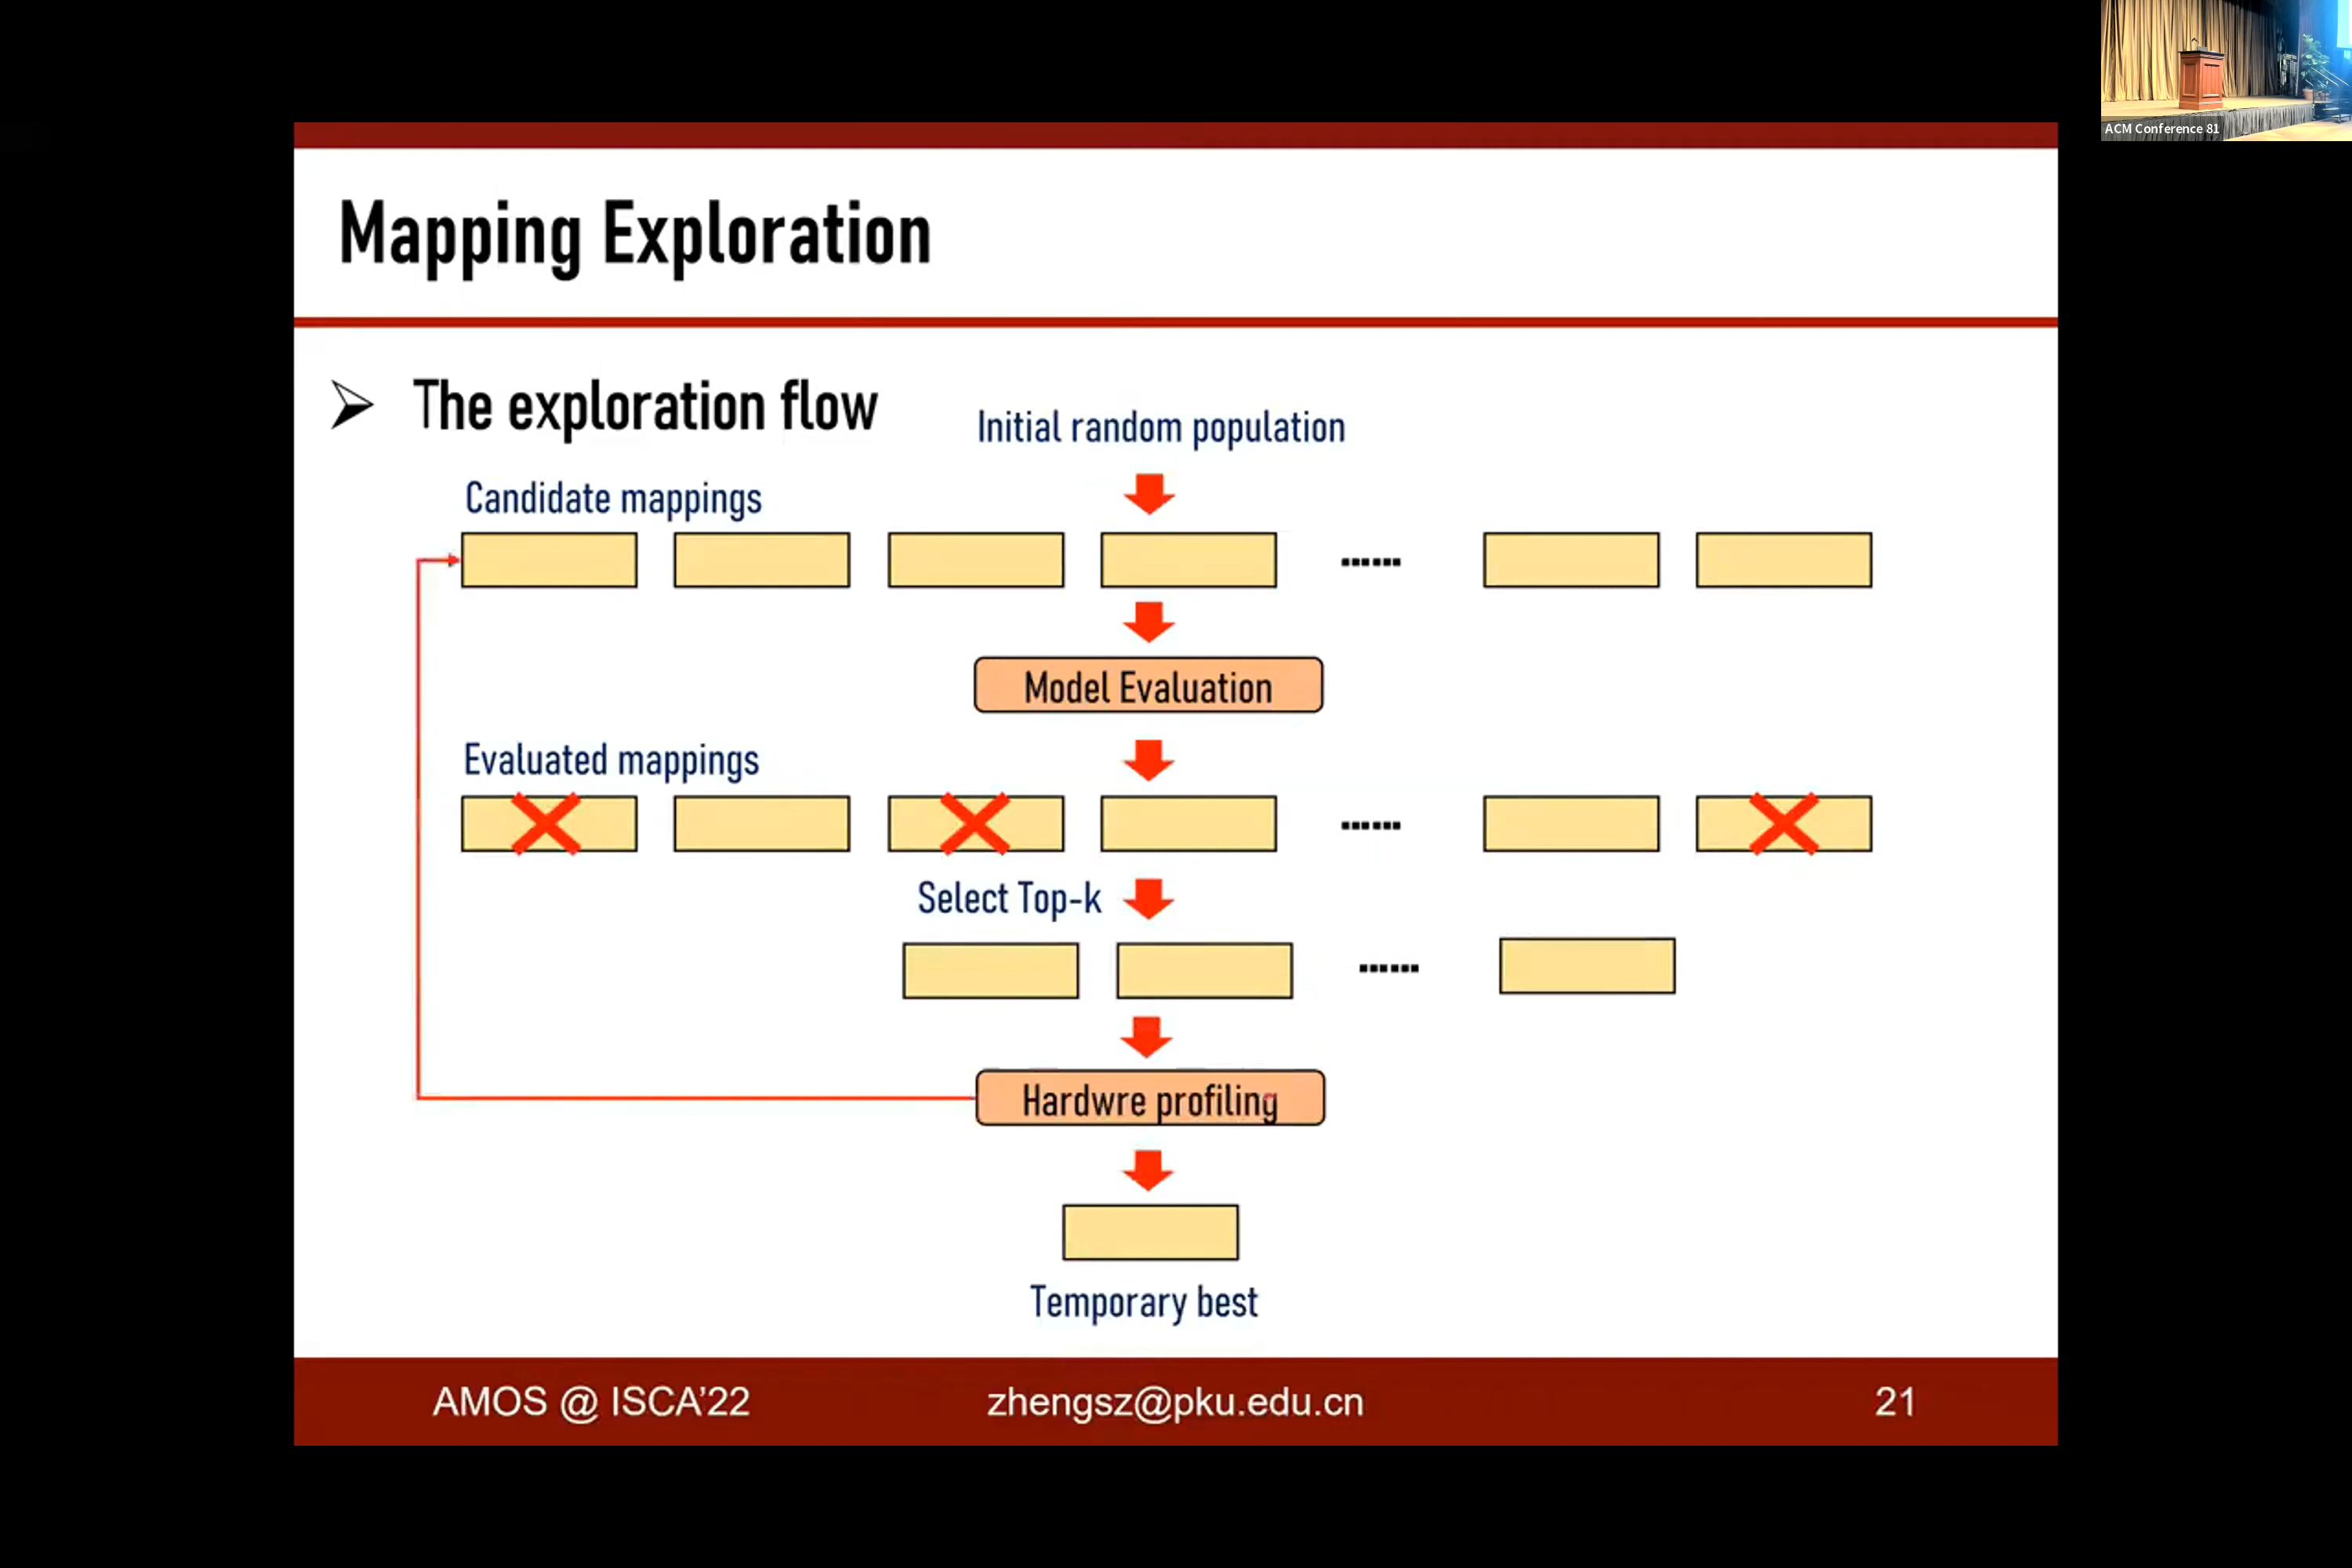 ACM Conference 81
Mapping Exploration
The exploration flow
Initial random population
Candidate mappings
......
Model Evaluation
Evaluated mappings
......
Select Top-k
......
Hardwre profiling
Temporary best
AMOS @ ISCA'22
zhengsz@pku.edu.cn
21